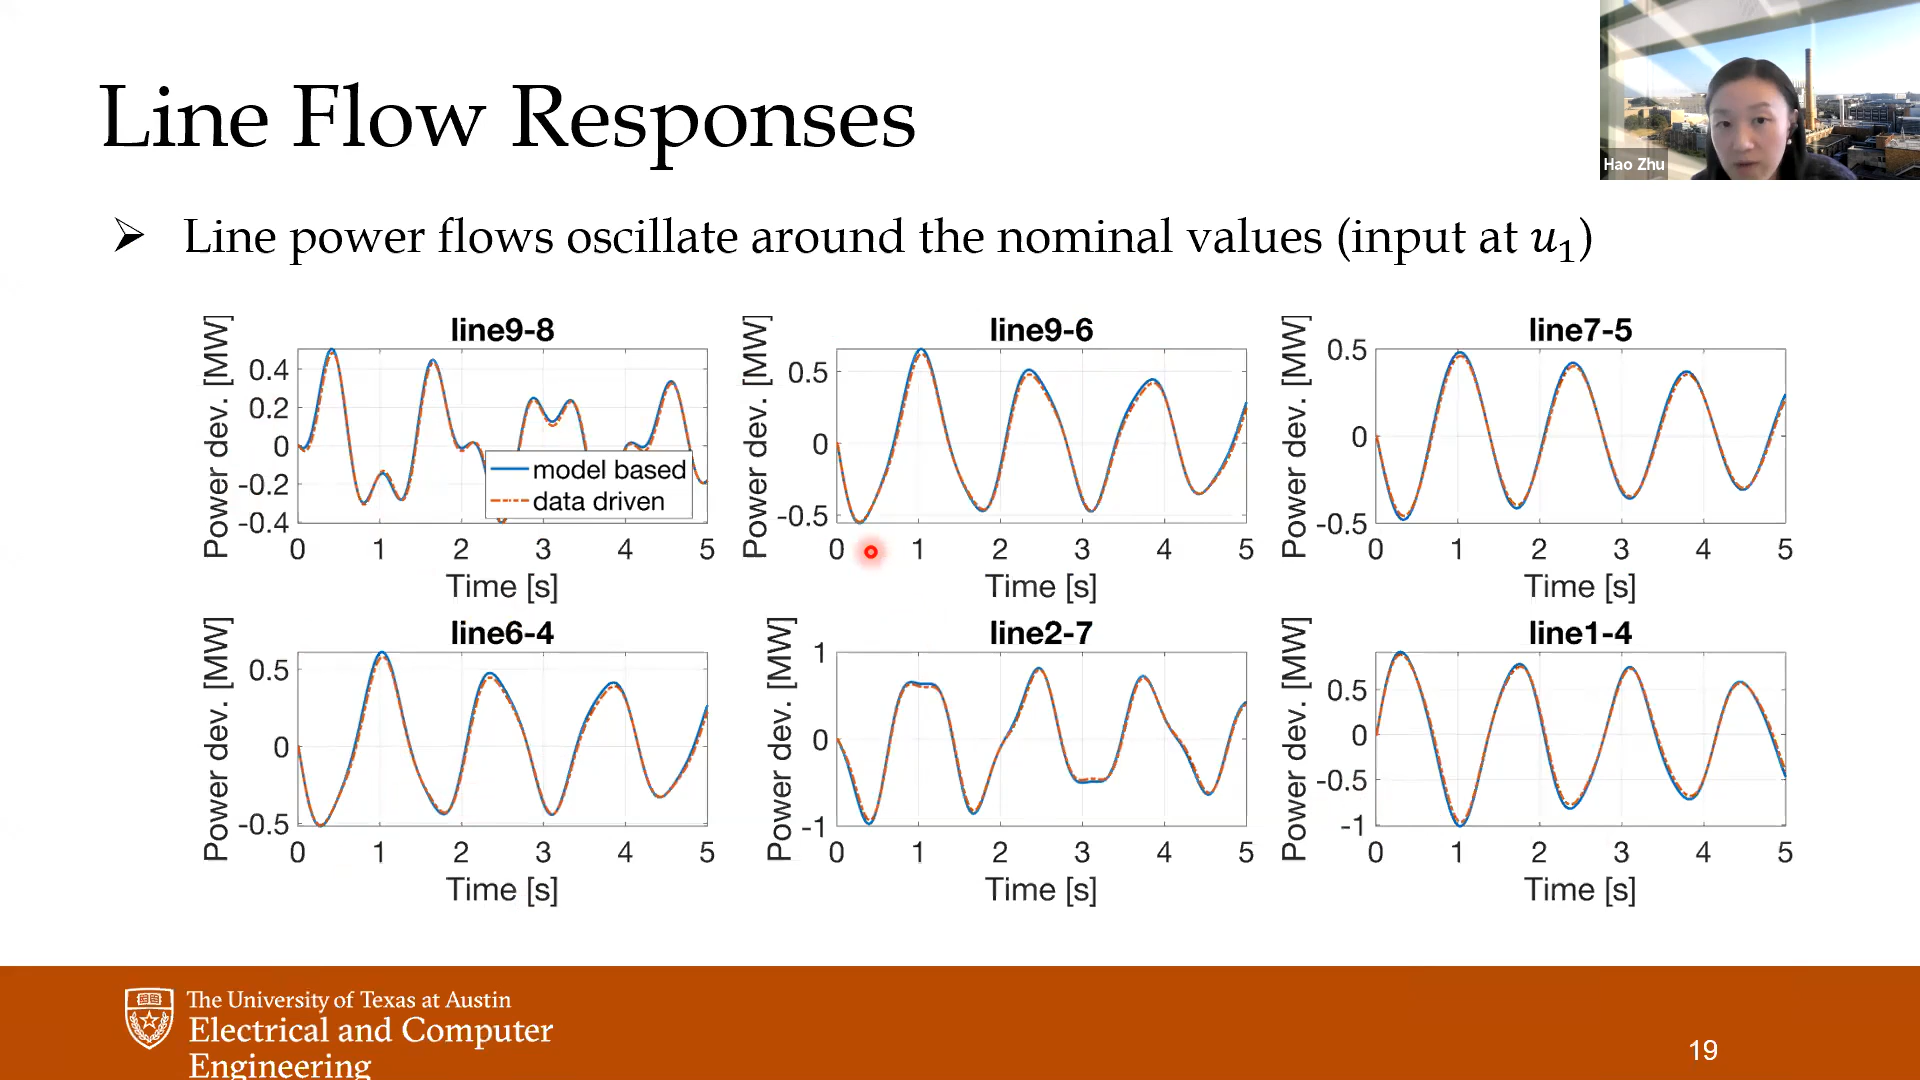 Line Flow Responses
Hao Zhu
➢ Line power flows oscillate around the nominal values (input at u₁)
line9-8
Power dev. [MW]
0.4
0.2
0
-0.2
-0.4
model based
data driven
0 1 2 3 4 5
Time [s]
line9-6
Power dev. [MW]
0.5
0
-0.5
0 1 2 3 4 5
Time [s]
line7-5
Power dev. [MW]
0.5
0
-0.5
0 1 2 3 4 5
Time [s]
line6-4
Power dev. [MW]
0.5
0
-0.5
0 1 2 3 4 5
Time [s]
line2-7
Power dev. [MW]
1
0
-1
0 1 2 3 4 5
Time [s]
line1-4
Power dev. [MW]
0.5
0
-0.5
-1
0 1 2 3 4 5
Time [s]
The University of Texas at Austin
Electrical and Computer
Engineering
19